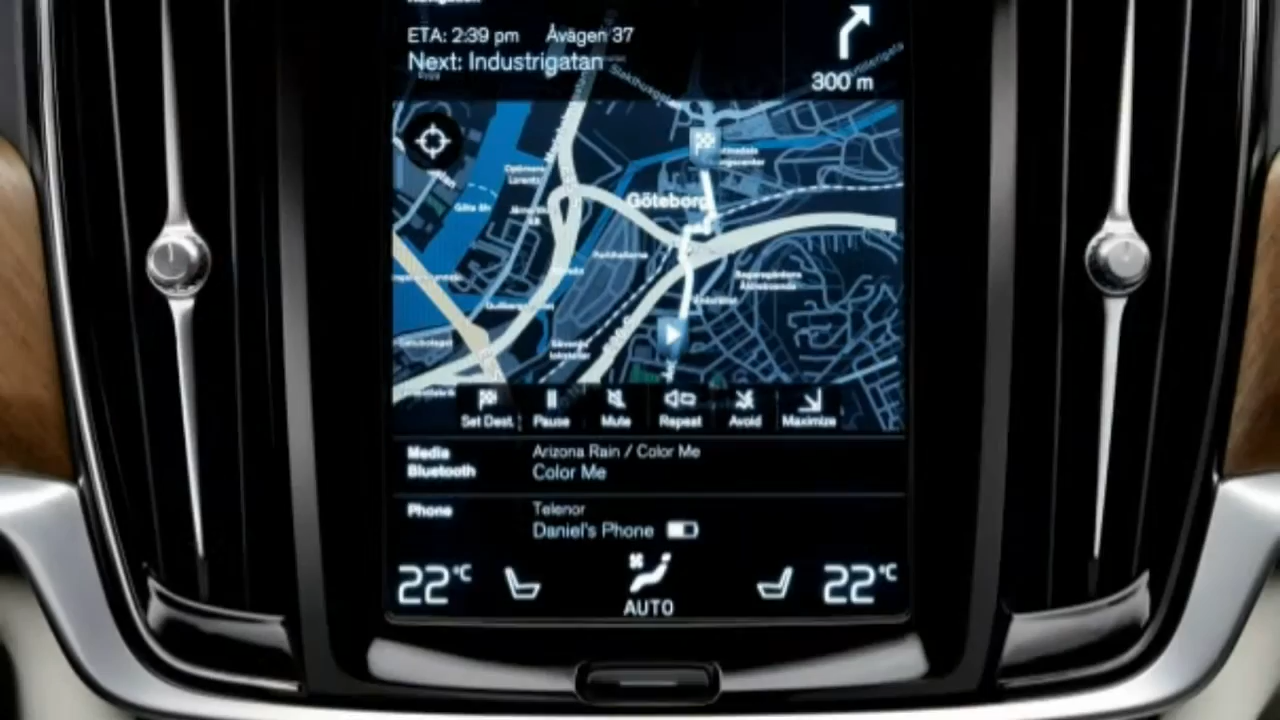 ETA: 2:39 pm Åvägen 37
Next: Industrigatan
300 m
Göteborg
Set Dest.
Pause
Mute
Repeat
Avoid
Maximize
Media
Bluetooth
Arizona Rain / Color Me
Color Me
Phone
Telenor
Daniel's Phone
22°C
AUTO
22°C